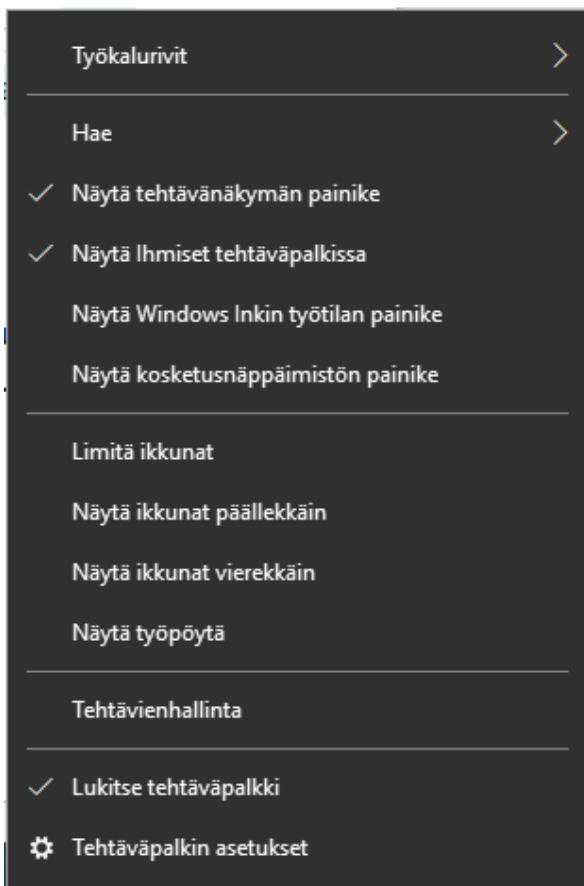 Työkalurivit
Hae
Näytä tehtävänäkymän painike
Näytä Ihmiset tehtäväpalkissa
Näytä Windows Inkin työtilan painike
Näytä kosketusnäppäimistön painike
Limitä ikkunat
Näytä ikkunat päällekkäin
Näytä ikkunat vierekkäin
Näytä työpöytä
Tehtävienhallinta
Lukitse tehtäväpalkki
Tehtäväpalkin asetukset